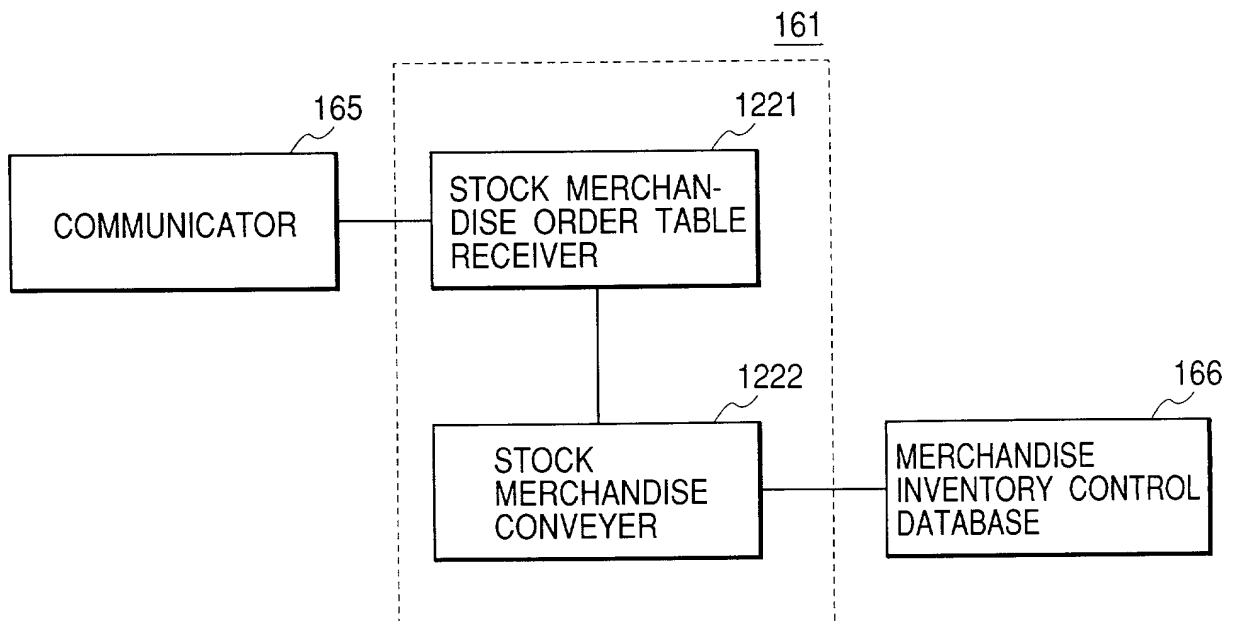 161
165
1221
COMMUNICATOR
STOCK MERCHAN-
DISE ORDER TABLE
RECEIVER
1222
166
STOCK
MERCHANDISE
CONVEYER
MERCHANDISE
INVENTORY CONTROL
DATABASE